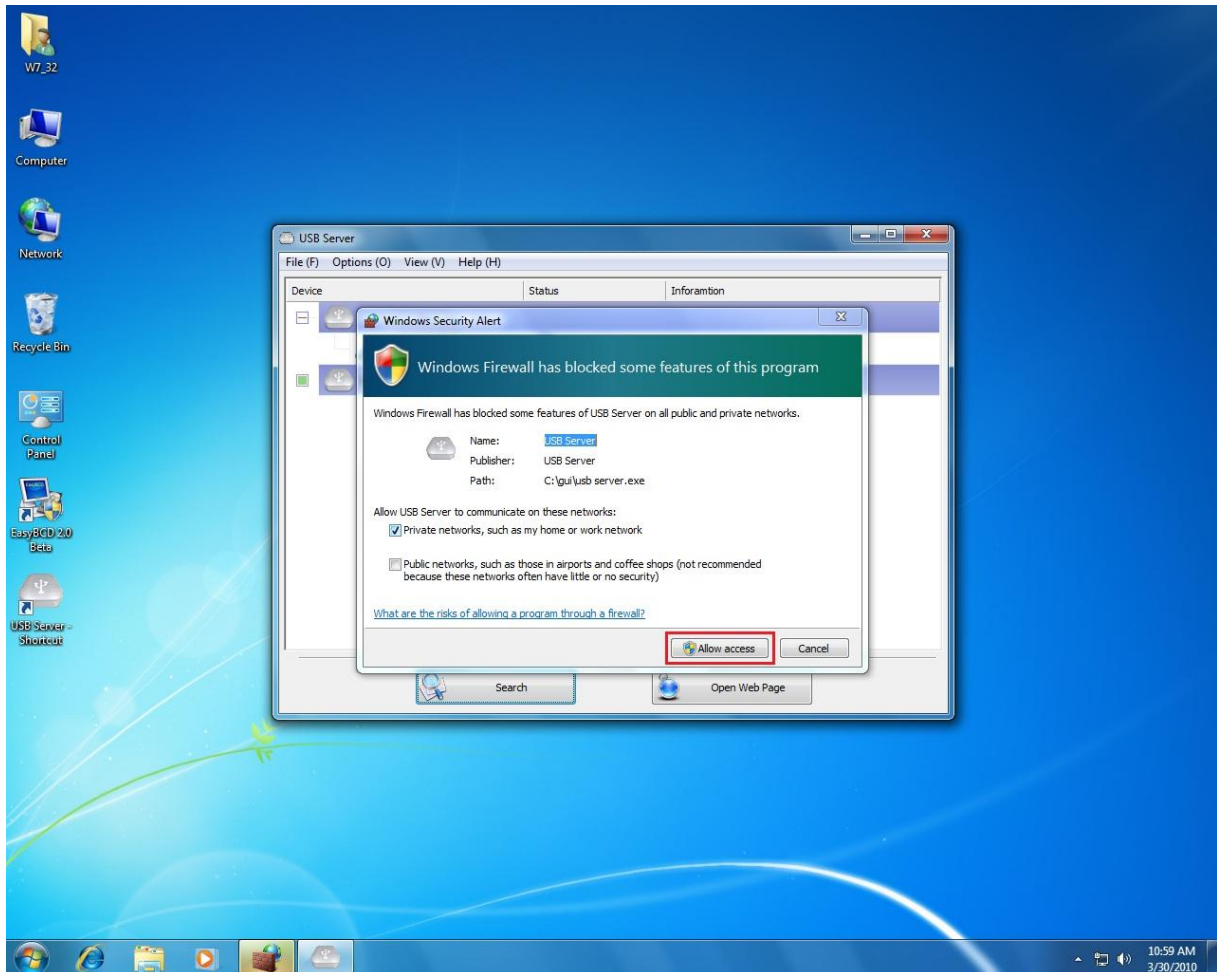 W7_32
Computer
Network
Recycle Bin
Control
Panel
EasyBCD 2.0
Beta
USB Server -
Shortcut
USB Server
File (F) Options (O) View (V) Help (H)
Device Status Inforamtion
Windows Security Alert
Windows Firewall has blocked some features of this program
Windows Firewall has blocked some features of USB Server on all public and private networks.
Name: USB Server
Publisher: USB Server
Path: C:\gui\usb server.exe
Allow USB Server to communicate on these networks:
Private networks, such as my home or work network
Public networks, such as those in airports and coffee shops (not recommended
because these networks often have little or no security)
What are the risks of allowing a program through a firewall?
Allow access Cancel
Search Open Web Page
10:59 AM
3/30/2010